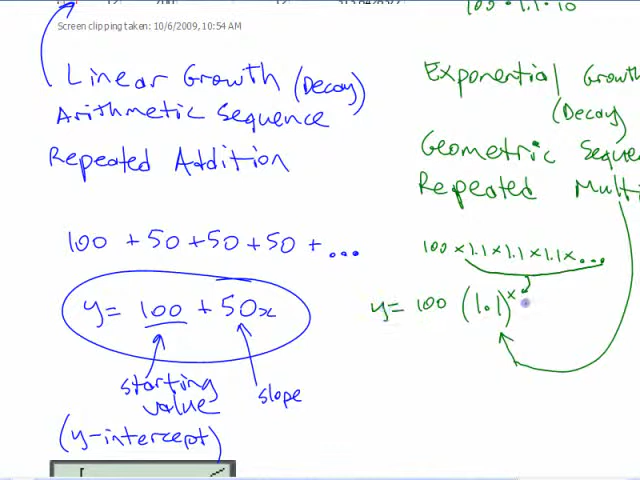 100 · 1.1 · 10
Screen clipping taken: 10/6/2009, 10:54 AM
Linear Growth (Decay)
Arithmetic Sequence
Repeated Addition
100 + 50 + 50 + 50 + ...
y = 100 + 50x
starting value
slope
(y-intercept)
Exponential Growth
(Decay)
Geometric Seque
Repeated Multi
100 × 1.1 × 1.1 × 1.1 × ...
y = 100 (1.1)^x